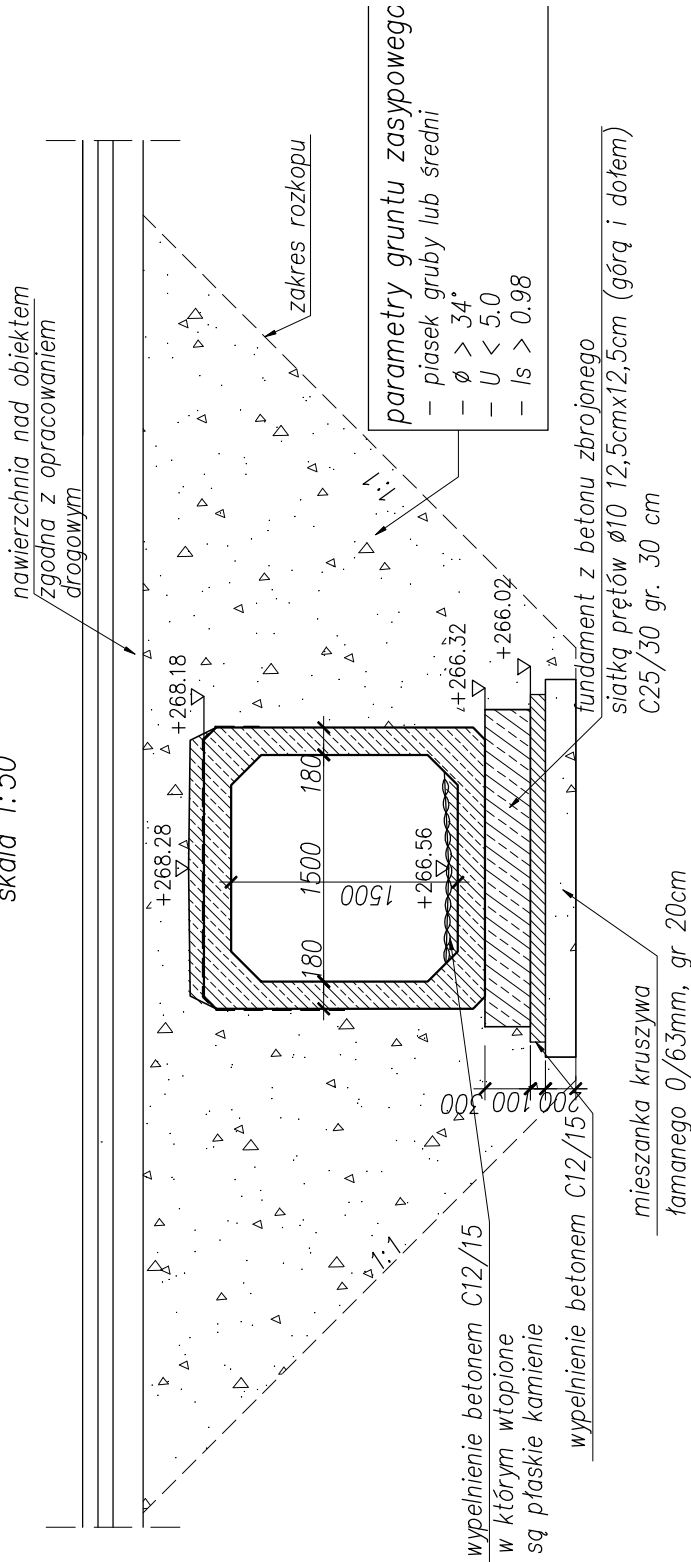 skala 1:50
nawierzchnia nad obiektem
zgodna z opracowaniem
drogowym
zakres rozkopu
parametry gruntu zasypowego
- piasek gruby lub średni
- ø > 34°
- U < 5.0
- Is > 0.98
1:1
1:1
+268.28
+268.18
180
1500
180
1500
+266.56
+266.32
+266.02
300
100
200
fundament z betonu zbrojonego
siatką prętów ø10 12,5cmx12,5cm (górą i dołem)
C25/30 gr. 30 cm
wypełnienie betonem C12/15
w którym wtopione
są płaskie kamienie
wypelnienie betonem C12/15
mieszanka kruszywa
łamanego 0/63mm, gr 20cm